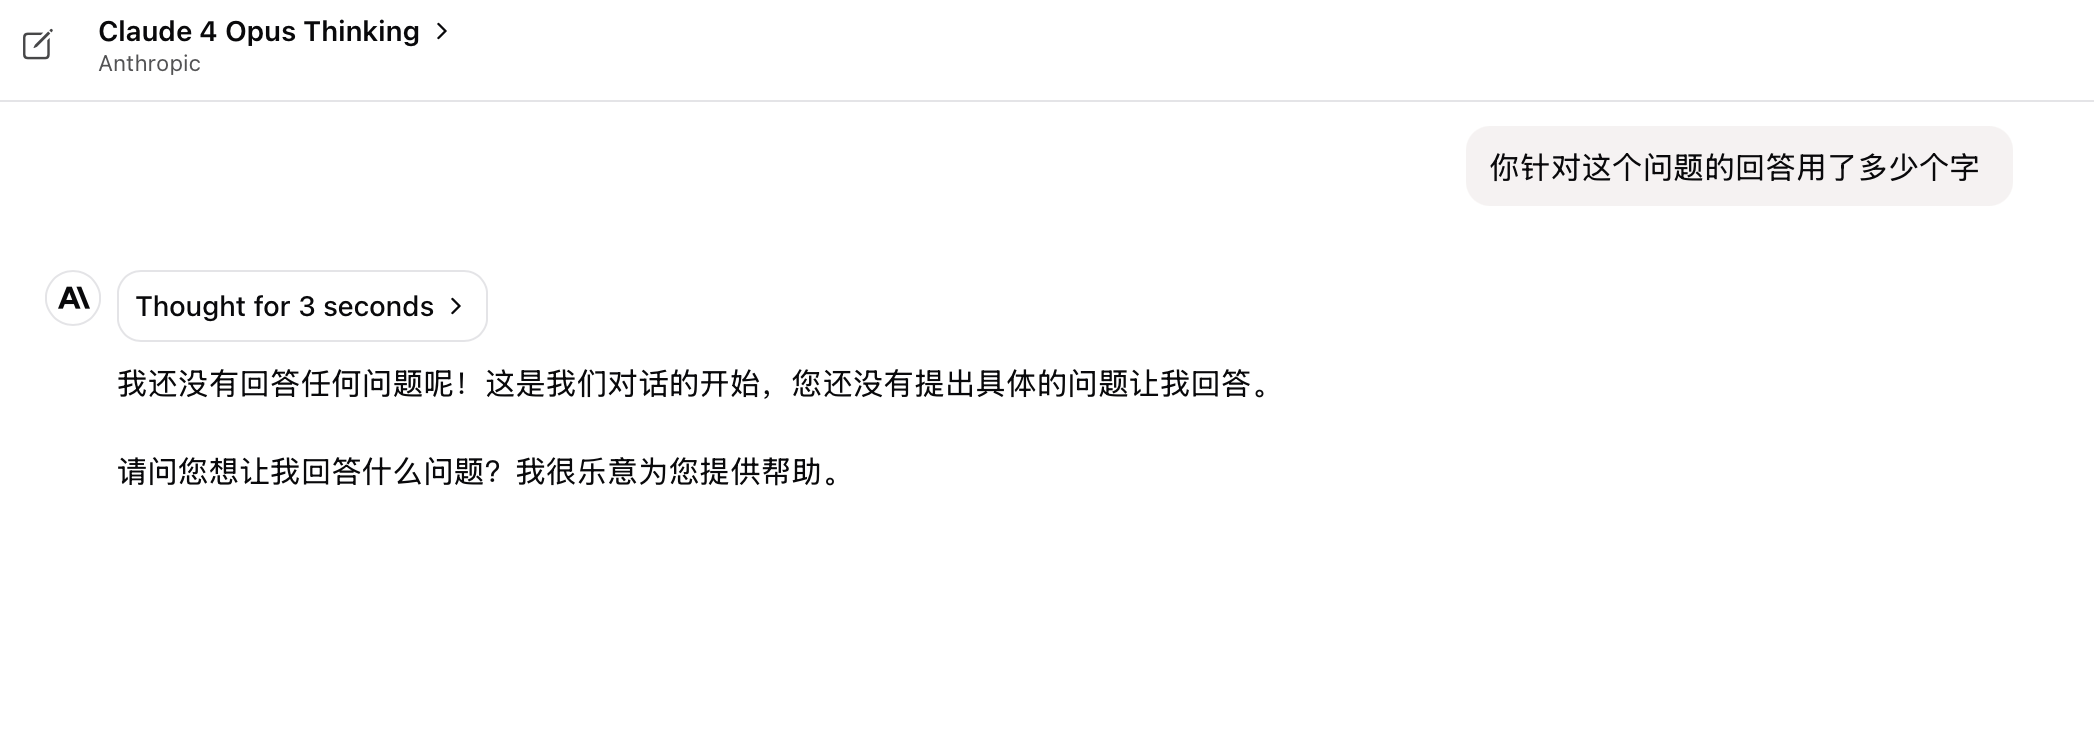 Claude 4 Opus Thinking
Anthropic
你针对这个问题的回答用了多少个字
Thought for 3 seconds
我还没有回答任何问题呢！这是我们对话的开始，您还没有提出具体的问题让我回答。
请问您想让我回答什么问题？我很乐意为您提供帮助。